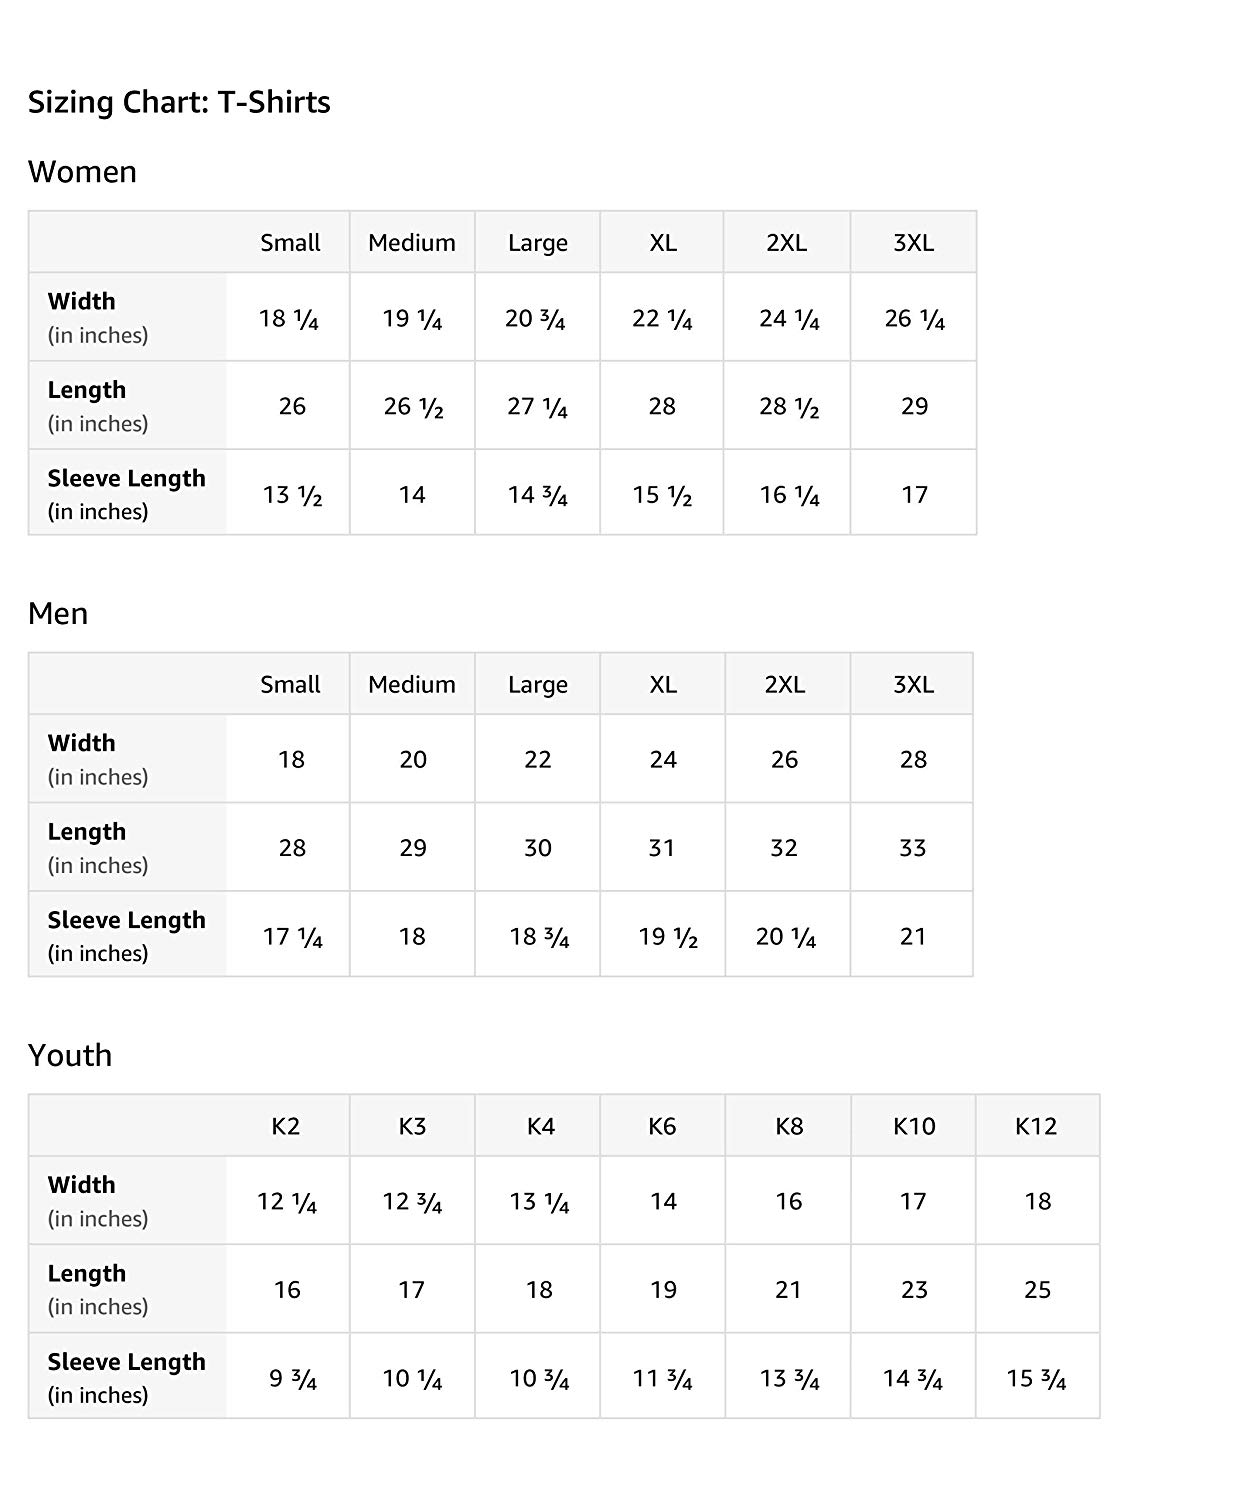 Sizing Chart: T-Shirts
Women
Small Medium Large XL 2XL 3XL
Width
(in inches)
18 ¼ 19 ¼ 20 ¾ 22 ¼ 24 ¼ 26 ¼
Length
(in inches)
26 26 ½ 27 ¼ 28 28 ½ 29
Sleeve Length
(in inches)
13 ½ 14 14 ¾ 15 ½ 16 ¼ 17
Men
Small Medium Large XL 2XL 3XL
Width
(in inches)
18 20 22 24 26 28
Length
(in inches)
28 29 30 31 32 33
Sleeve Length
(in inches)
17 ¼ 18 18 ¾ 19 ½ 20 ¼ 21
Youth
K2 K3 K4 K6 K8 K10 K12
Width
(in inches)
12 ¼ 12 ¾ 13 ¼ 14 16 17 18
Length
(in inches)
16 17 18 19 21 23 25
Sleeve Length
(in inches)
9 ¾ 10 ¼ 10 ¾ 11 ¾ 13 ¾ 14 ¾ 15 ¾